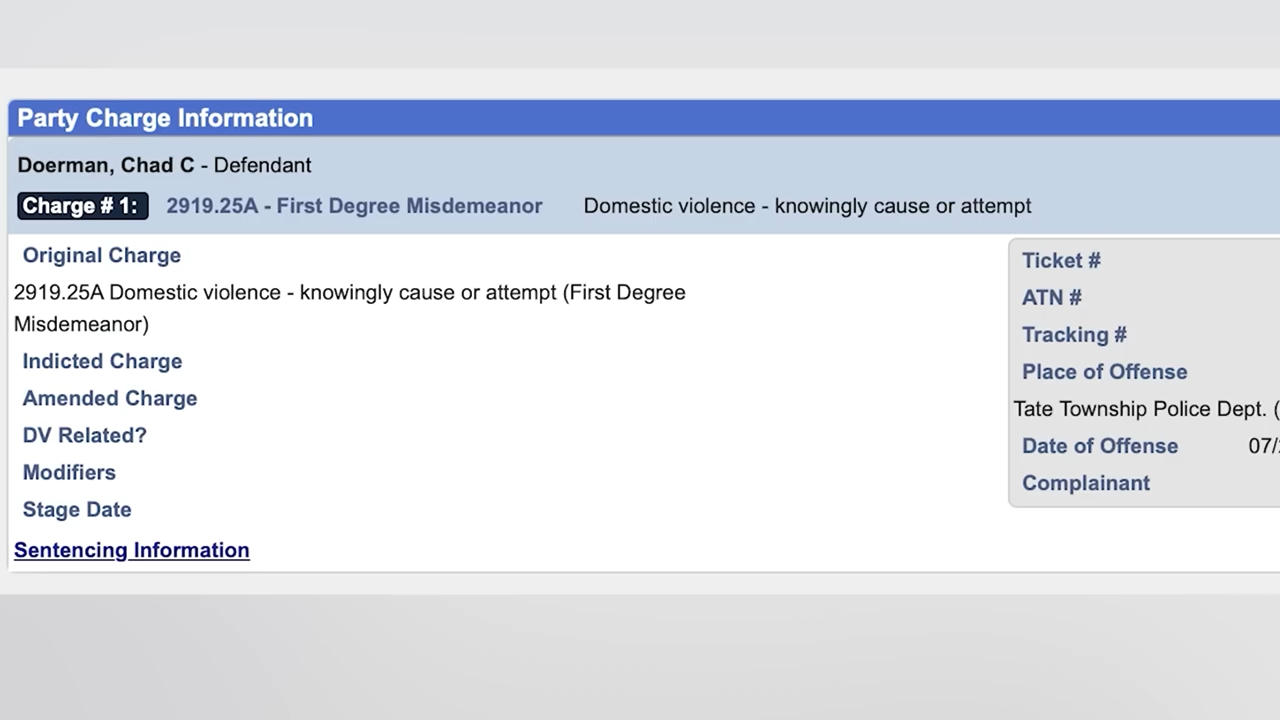 Party Charge Information
Doerman, Chad C - Defendant
Charge # 1: 2919.25A - First Degree Misdemeanor Domestic violence - knowingly cause or attempt
Original Charge
2919.25A Domestic violence - knowingly cause or attempt (First Degree
Misdemeanor)
Indicted Charge
Amended Charge
DV Related?
Modifiers
Stage Date
Sentencing Information
Ticket #
ATN #
Tracking #
Place of Offense
Tate Township Police Dept. (
Date of Offense 07/
Complainant